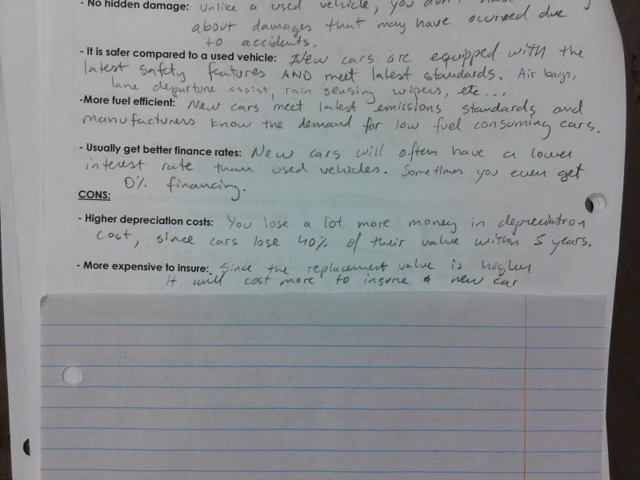 - No hidden damage: Unlike a used vehicle, you don't have
about damages that may have occurred due
to accidents.
- It is safer compared to a used vehicle: New cars are equipped with the
latest safety features AND meet latest standards. Air bags,
lane departure assist, rain sensing wipers, etc...
-More fuel efficient: New cars meet latest emissions standards and
manufacturers know the demand for low fuel consuming cars.
- Usually get better finance rates: New cars will often have a lower
interest rate than used vehicles. Sometimes you even get
0% financing.
CONS:
- Higher depreciation costs: You lose a lot more money in depreciation
cost, since cars lose 40% of their value within 5 years.
- More expensive to insure: Since the replacement value is higher
it will cost more to insure a new car